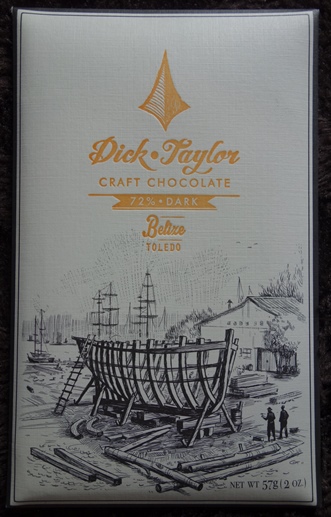 Dick • Taylor
CRAFT CHOCOLATE
72% • DARK
Belize
TOLEDO
NET WT 57g (2 OZ.)